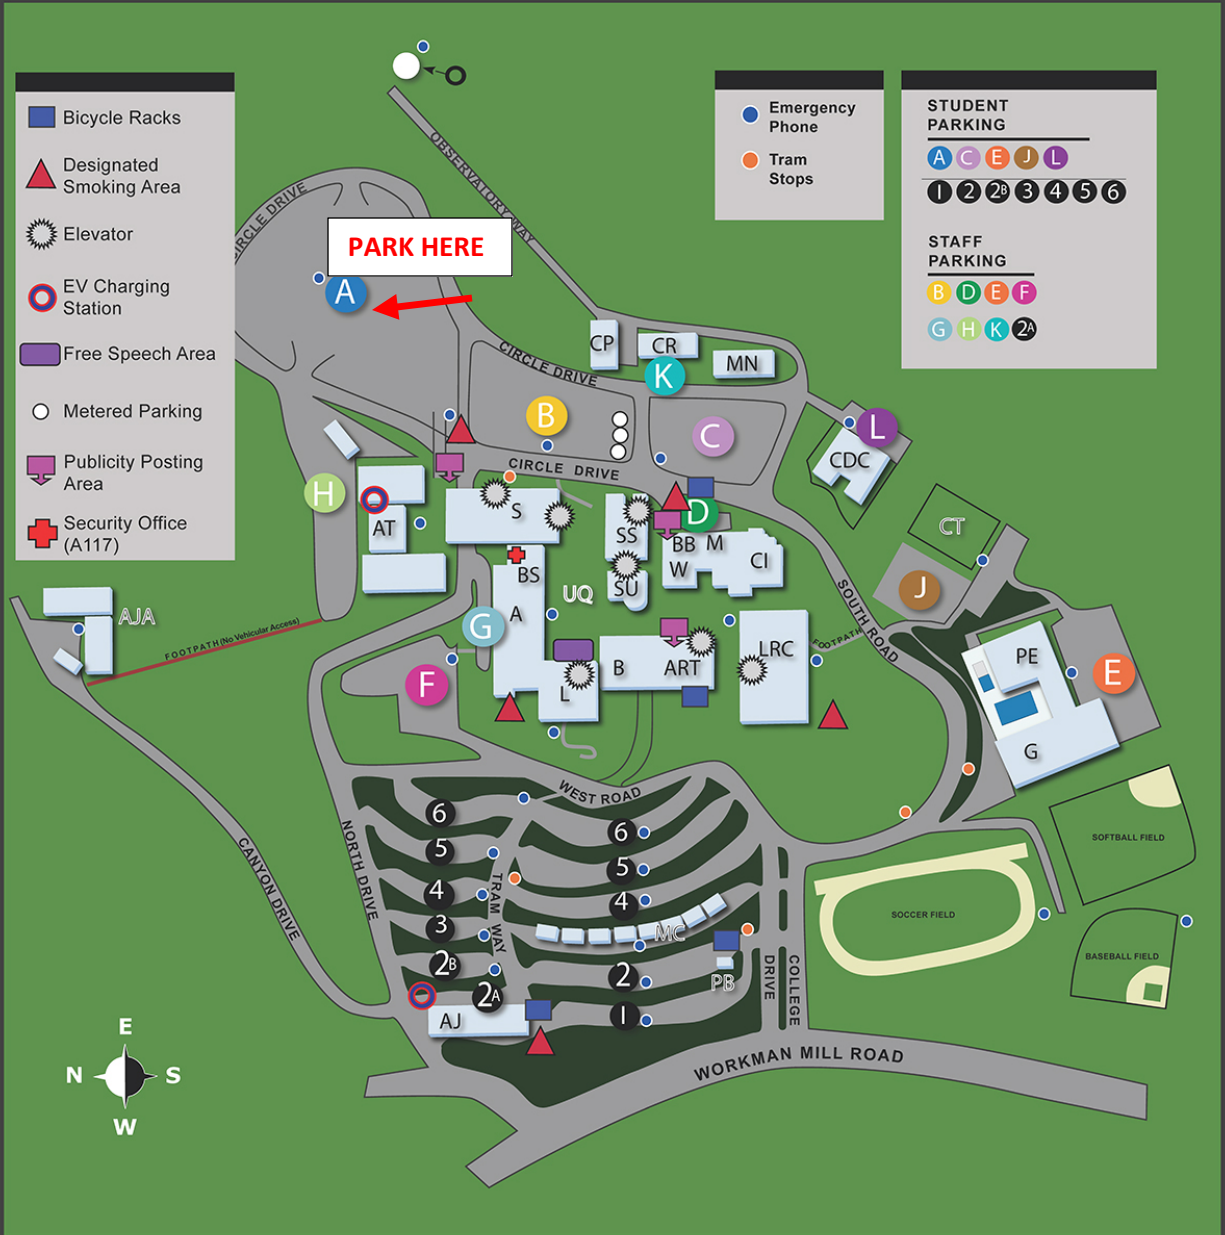 Bicycle Racks
Designated
Smoking Area
Elevator
EV Charging
Station
Free Speech Area
Metered Parking
Publicity Posting
Area
Security Office
(A117)
Emergency
Phone
Tram
Stops
STUDENT
PARKING
A C E J L
1 2 2B 3 4 5 6
STAFF
PARKING
B D E F
G H K 2A
OBSERVATORY WAY
CIRCLE DRIVE
PARK HERE
A
CP
CR
MN
K
CIRCLE DRIVE
B
C
L
CDC
CIRCLE DRIVE
H
AT
S
SS
SU
D
BB
M
W
CI
CT
J
BS
A
UQ
G
AJA
FOOTPATH (No Vehicular Access)
SOUTH ROAD
FOOTPATH
LRC
B
ART
L
F
PE
E
G
WEST ROAD
6
5
4
3
2B
2A
6
5
4
MC
2
1
PB
AJ
NORTH DRIVE
TRAM WAY
CANYON DRIVE
COLLEGE
DRIVE
SOFTBALL FIELD
SOCCER FIELD
BASEBALL FIELD
WORKMAN MILL ROAD
E
N S
W